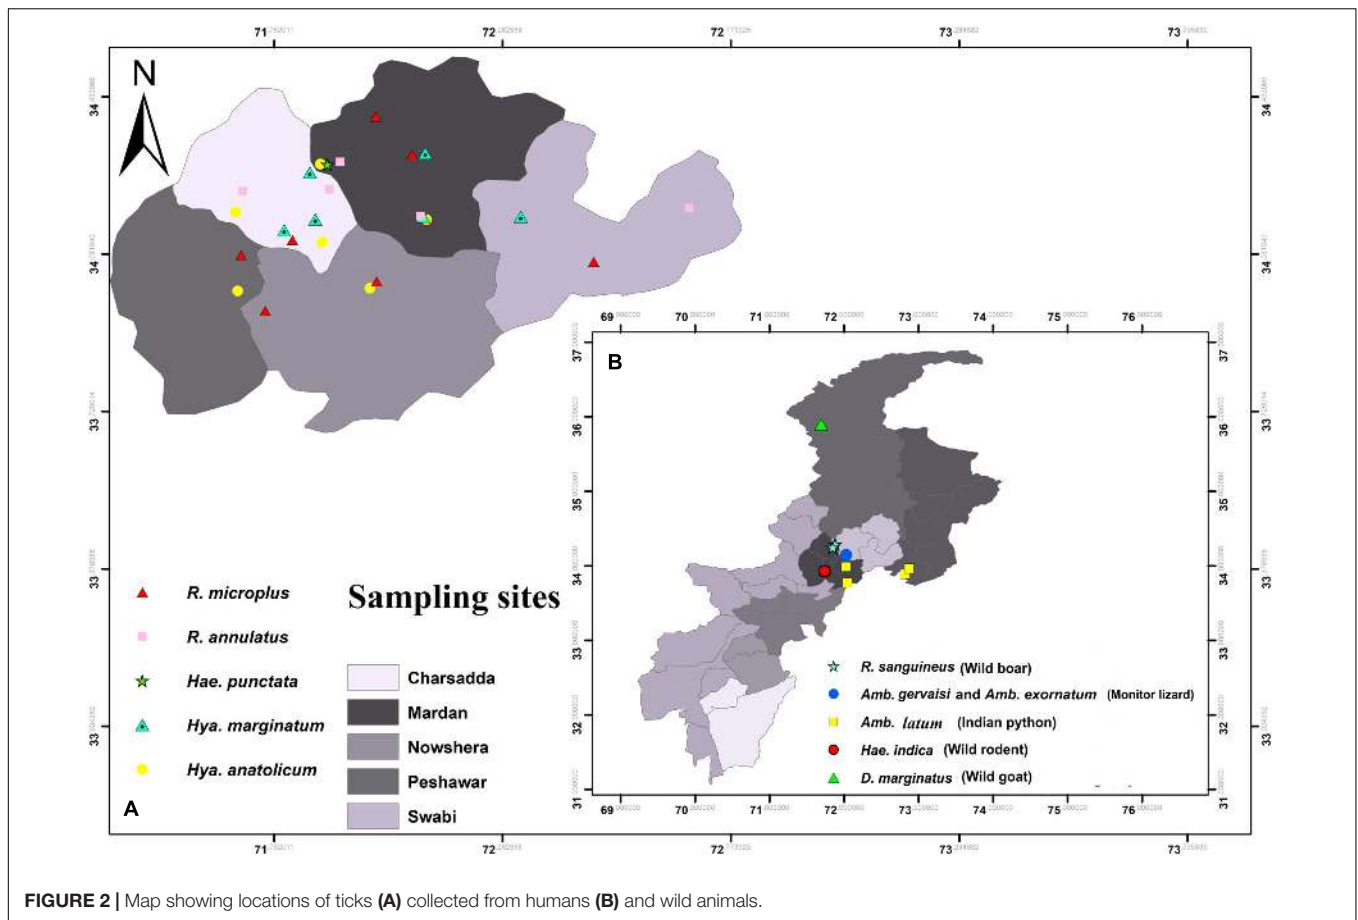 N
A
R. microplus
R. annulatus
Hae. punctata
Hya. marginatum
Hya. anatolicum
Sampling sites
Charsadda
Mardan
Nowshera
Peshawar
Swabi
71 72 72 73 73
34
34
33
33
33
71 72 72 73 73
34
34
33
33
33
B
69 70 71 72 73 74 75 76
37
36
35
34
33
32
31
37
36
35
34
33
32
31
69 70 71 72 73 74 75 76
R. sanguineus (Wild boar)
Amb. gervaisi and Amb. exornatum (Monitor lizard)
Amb. latum (Indian python)
Hae. indica (Wild rodent)
D. marginatus (Wild goat)
FIGURE 2 | Map showing locations of ticks (A) collected from humans (B) and wild animals.